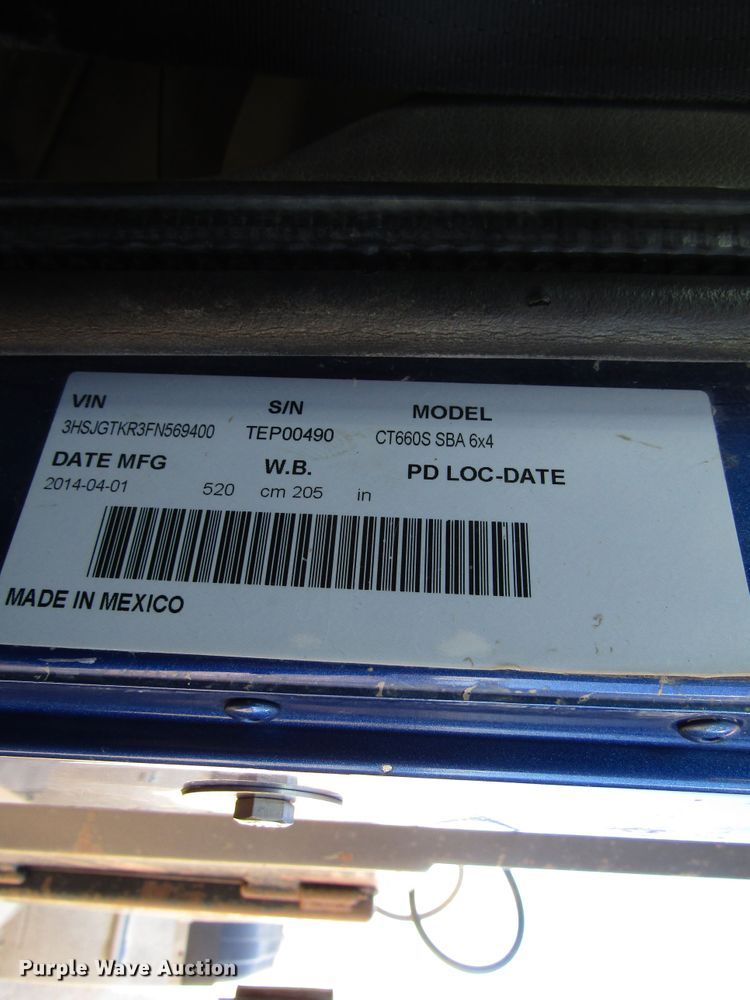 VIN S/N MODEL
3HSJGTKR3FN569400 TEP00490 CT660S SBA 6x4
DATE MFG W.B. PD LOC-DATE
2014-04-01 520 cm 205 in
MADE IN MEXICO
Purple Wave Auction